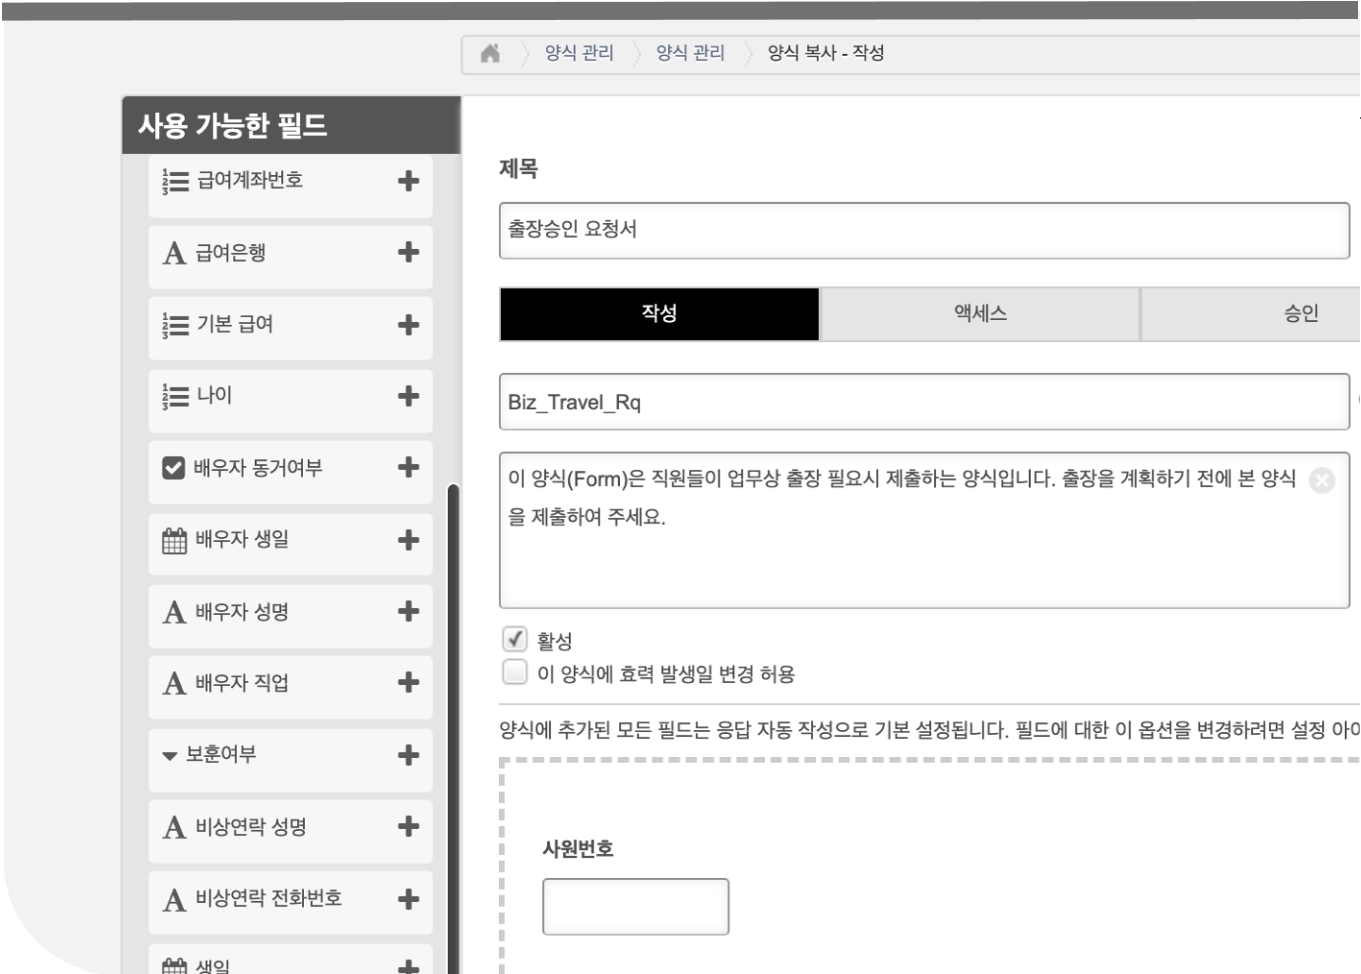 양식 관리 양식 관리 양식 복사 - 작성
사용 가능한 필드
급여계좌번호
급여은행
기본 급여
나이
배우자 동거여부
배우자 생일
배우자 성명
배우자 직업
보훈여부
비상연락 성명
비상연락 전화번호
생일
제목
출장승인 요청서
작성 액세스 승인
Biz_Travel_Rq
이 양식(Form)은 직원들이 업무상 출장 필요시 제출하는 양식입니다. 출장을 계획하기 전에 본 양식
을 제출하여 주세요.
활성
이 양식에 효력 발생일 변경 허용
양식에 추가된 모든 필드는 응답 자동 작성으로 기본 설정됩니다. 필드에 대한 이 옵션을 변경하려면 설정
사원번호